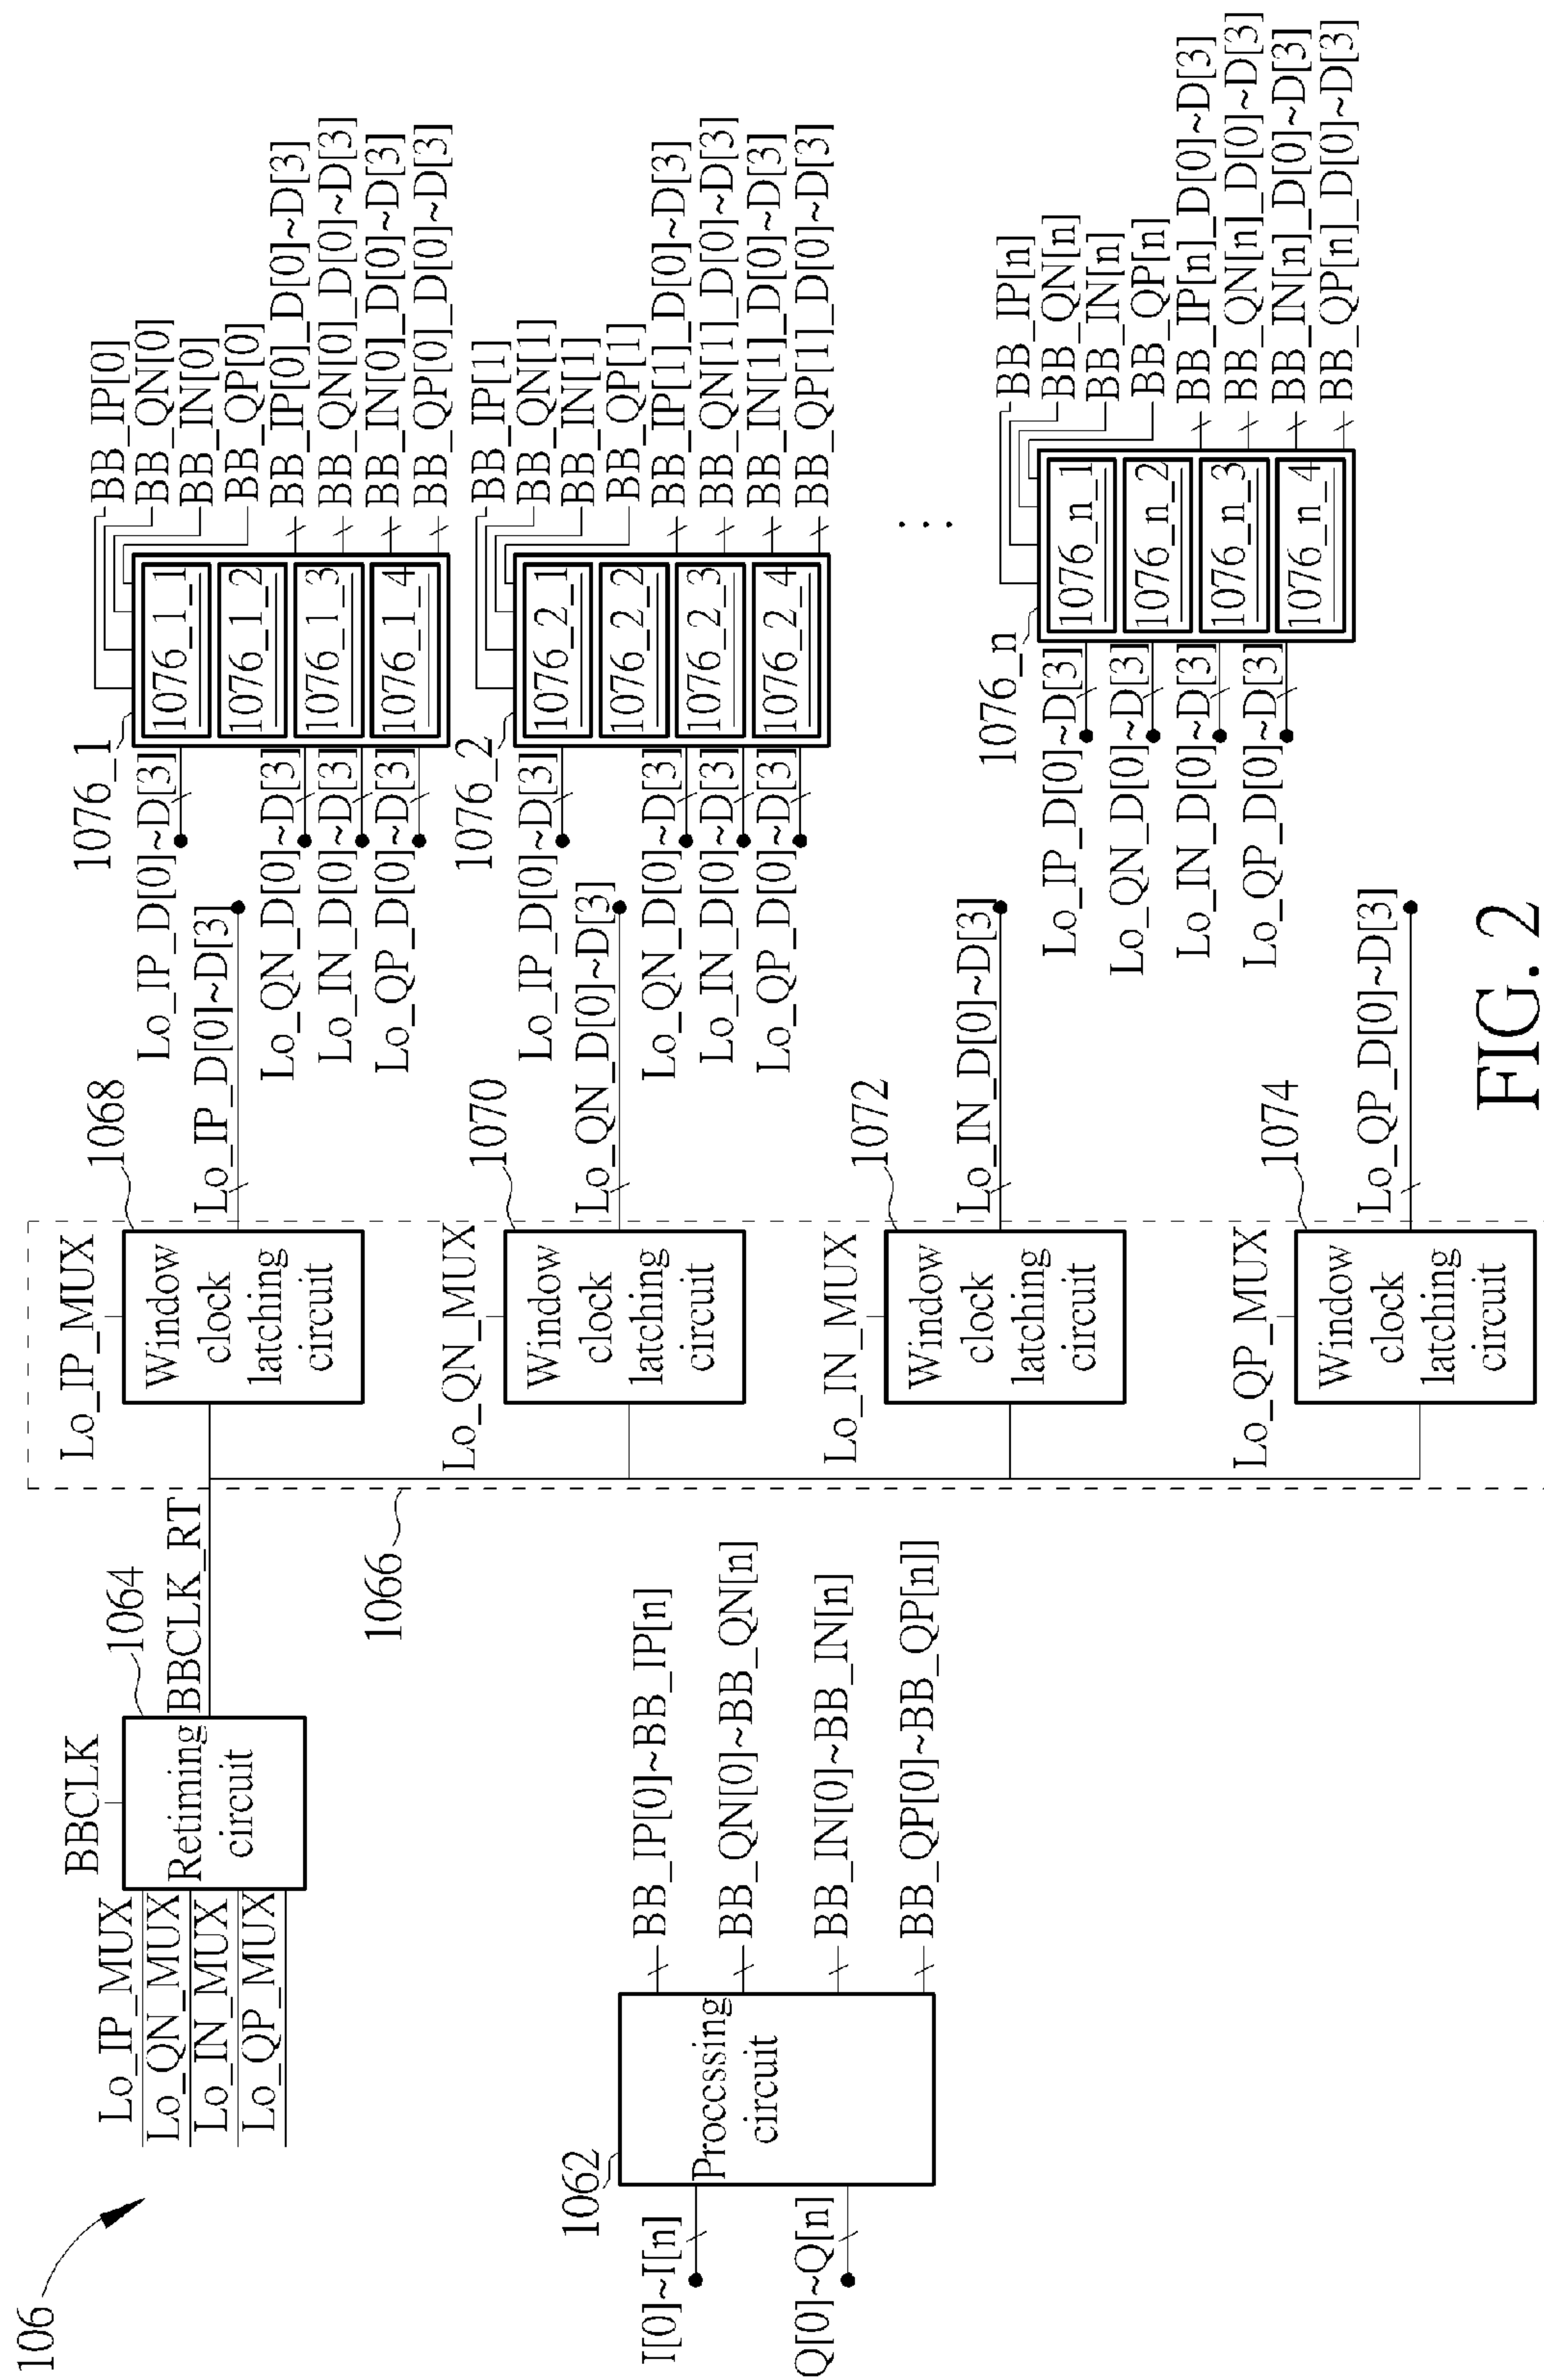 106
Lo_IP_MUX
Lo_QN_MUX
Lo_IN_MUX
Lo_QP_MUX
BBCLK
Retiming
circuit
1064
BBCLK_RT
I[0]~I[n]
Q[0]~Q[n]
1062
Processing
circuit
BB_IP[0]~BB_IP[n]
BB_QN[0]~BB_QN[n]
BB_IN[0]~BB_IN[n]
BB_QP[0]~BB_QP[n]]
1066
Lo_IP_MUX
Window
clock
latching
circuit
1068
Lo_IP_D[0]~D[3]
Lo_QN_MUX
Window
clock
latching
circuit
1070
Lo_QN_D[0]~D[3]
Lo_IN_MUX
Window
clock
latching
circuit
1072
Lo_IN_D[0]~D[3]
Lo_QP_MUX
Window
clock
latching
circuit
1074
Lo_QP_D[0]~D[3]
1076_1
Lo_IP_D[0]~D[3]
Lo_QN_D[0]~D[3]
Lo_IN_D[0]~D[3]
Lo_QP_D[0]~D[3]
1076_1_1
1076_1_2
1076_1_3
1076_1_4
BB_IP[0]
BB_QN[0]
BB_IN[0]
BB_QP[0]
BB_IP[0]_D[0]~D[3]
BB_QN[0]_D[0]~D[3]
BB_IN[0]_D[0]~D[3]
BB_QP[0]_D[0]~D[3]
1076_2
Lo_IP_D[0]~D[3]
Lo_QN_D[0]~D[3]
Lo_IN_D[0]~D[3]
Lo_QP_D[0]~D[3]
1076_2_1
1076_2_2
1076_2_3
1076_2_4
BB_IP[1]
BB_QN[1]
BB_IN[1]
BB_QP[1]
BB_IP[1]_D[0]~D[3]
BB_QN[1]_D[0]~D[3]
BB_IN[1]_D[0]~D[3]
BB_QP[1]_D[0]~D[3]
...
1076_n
Lo_IP_D[0]~D[3]
Lo_QN_D[0]~D[3]
Lo_IN_D[0]~D[3]
Lo_QP_D[0]~D[3]
1076_n_1
1076_n_2
1076_n_3
1076_n_4
BB_IP[n]
BB_QN[n]
BB_IN[n]
BB_QP[n]
BB_IP[n]_D[0]~D[3]
BB_QN[n]_D[0]~D[3]
BB_IN[n]_D[0]~D[3]
BB_QP[n]_D[0]~D[3]
FIG. 2